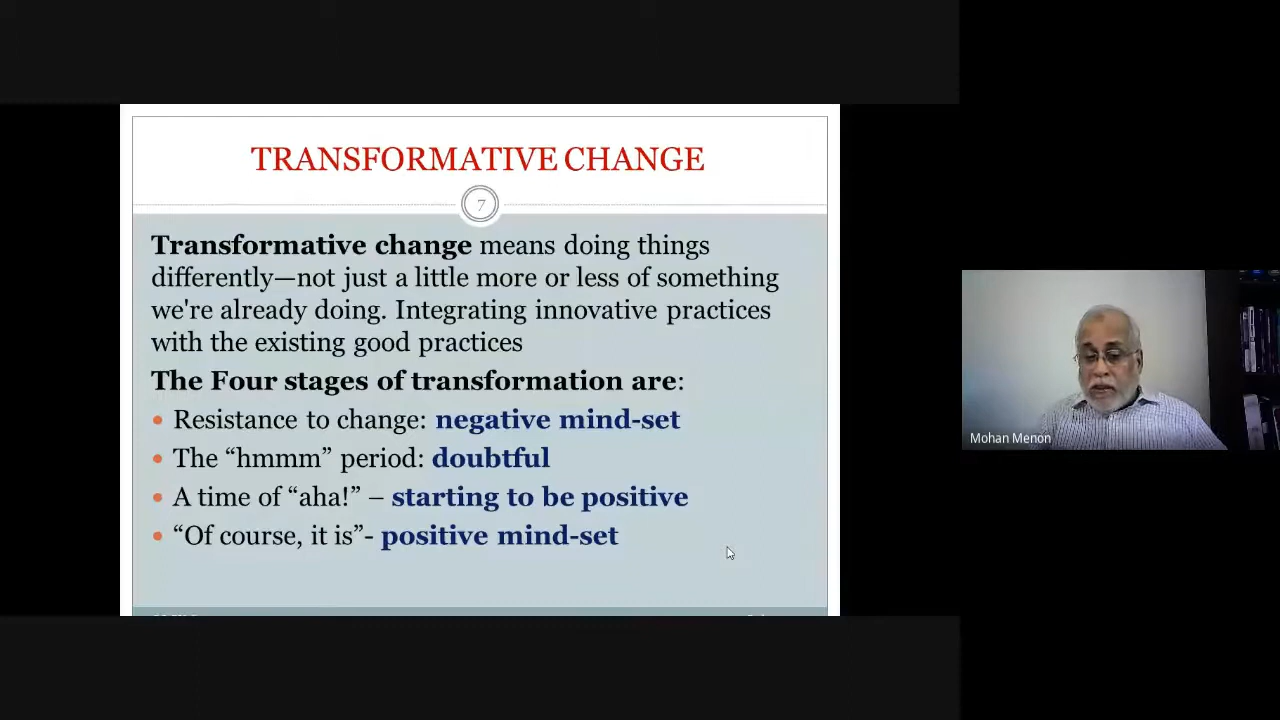 TRANSFORMATIVE CHANGE
7
Transformative change means doing things
differently—not just a little more or less of something
we're already doing. Integrating innovative practices
with the existing good practices
The Four stages of transformation are:
• Resistance to change: negative mind-set
• The “hmmm” period: doubtful
• A time of “aha!” – starting to be positive
• “Of course, it is”- positive mind-set
Mohan Menon